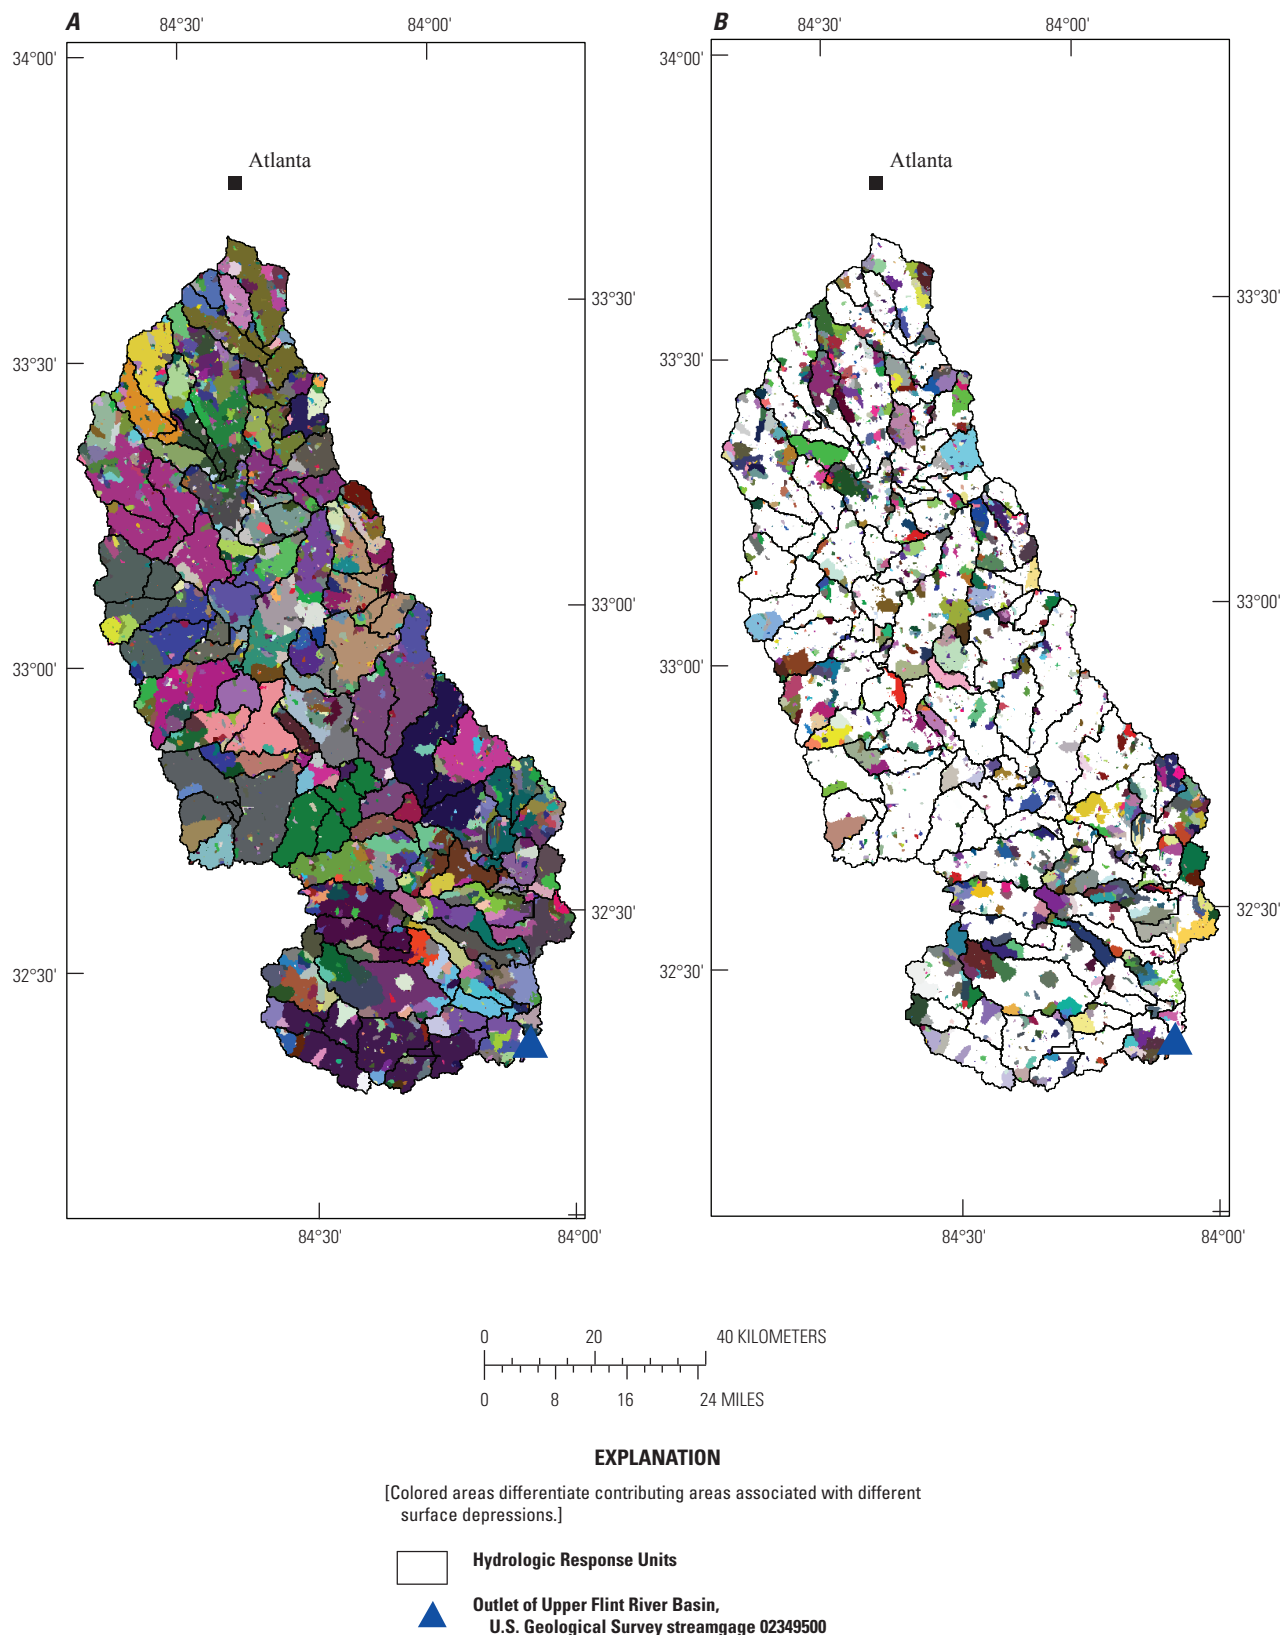 A
84°30'
84°00'
B
84°30'
84°00'
34°00'
34°00'
Atlanta
Atlanta
33°30'
33°30'
33°30'
33°30'
33°00'
33°00'
33°00'
33°00'
32°30'
32°30'
32°30'
32°30'
84°30'
84°00'
84°30'
84°00'
0 20 40 KILOMETERS
0 8 16 24 MILES
EXPLANATION
[Colored areas differentiate contributing areas associated with different
surface depressions.]
Hydrologic Response Units
Outlet of Upper Flint River Basin,
U.S. Geological Survey streamgage 02349500